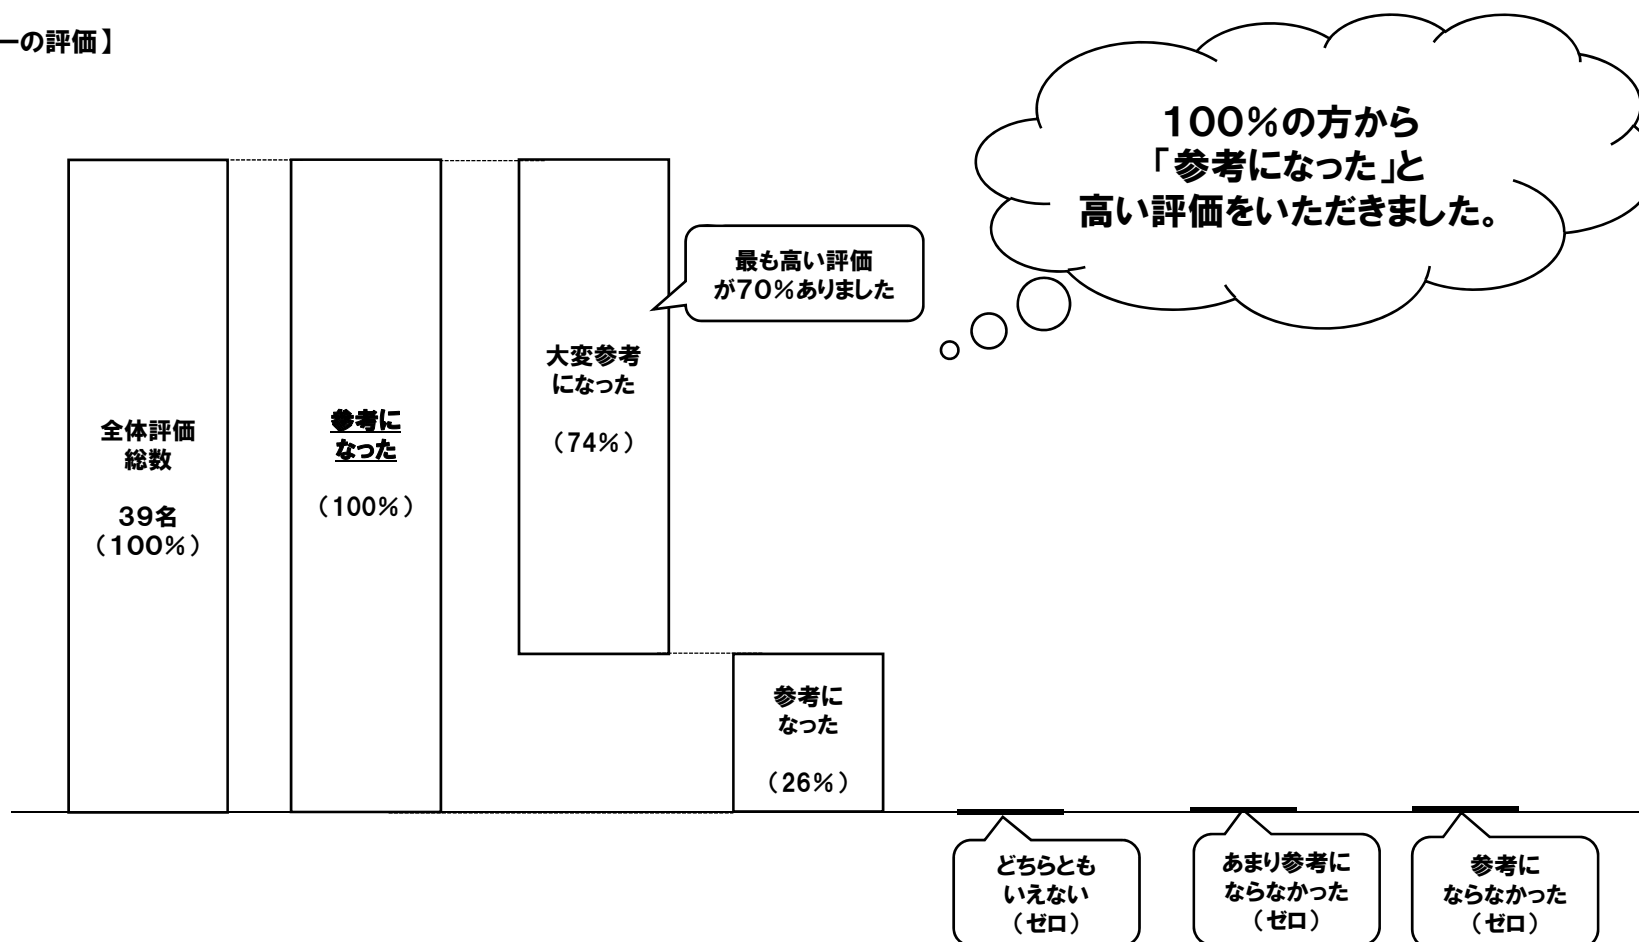 ーの評価】
100%の方から
「参考になった」と
高い評価をいただきました。
最も高い評価
が70%ありました
全体評価
総数
39名
(100%)
参考に
なった
(100%)
大変参考
になった
(74%)
参考に
なった
(26%)
どちらとも
いえない
(ゼロ)
あまり参考に
ならなかった
(ゼロ)
参考に
ならなかった
(ゼロ)